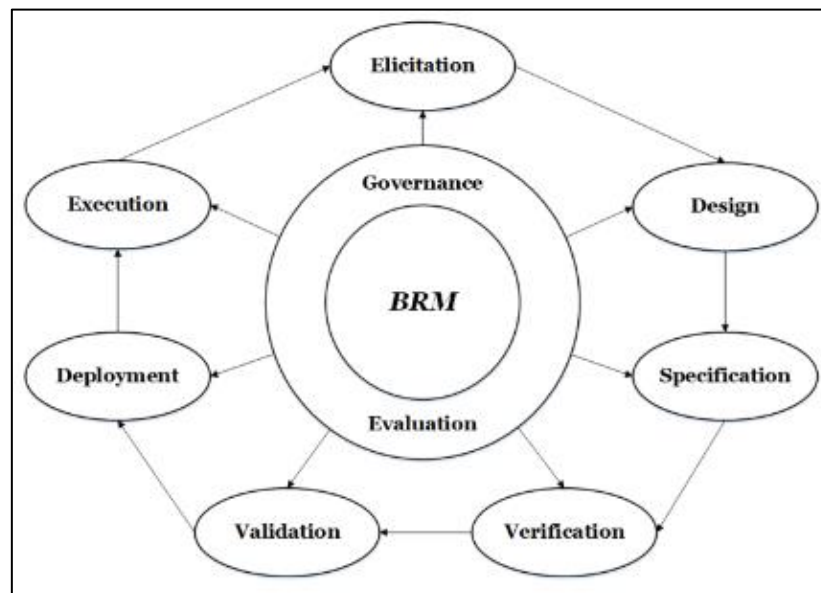 Elicitation
Governance
Execution
Design
BRM
Deployment
Specification
Evaluation
Validation
Verification